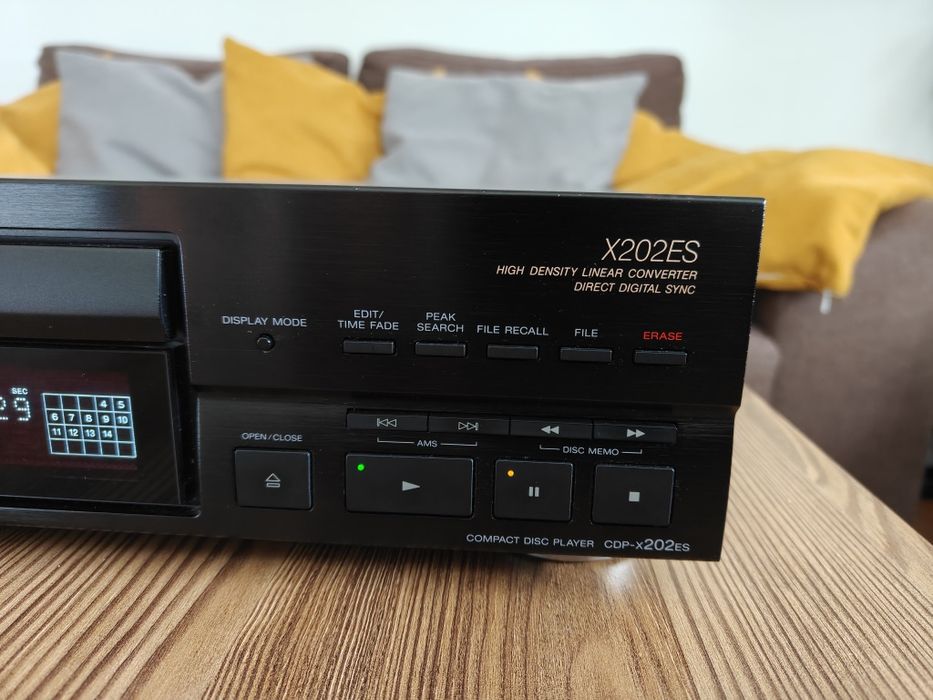 X202ES
HIGH DENSITY LINEAR CONVERTER
DIRECT DIGITAL SYNC
DISPLAY MODE
EDIT/
TIME FADE
PEAK
SEARCH
FILE RECALL
FILE
ERASE
SEC
29
4 5
6 7 8 9 10
11 12 13 14
AMS
DISC MEMO
OPEN/CLOSE
COMPACT DISC PLAYER CDP-X202ES